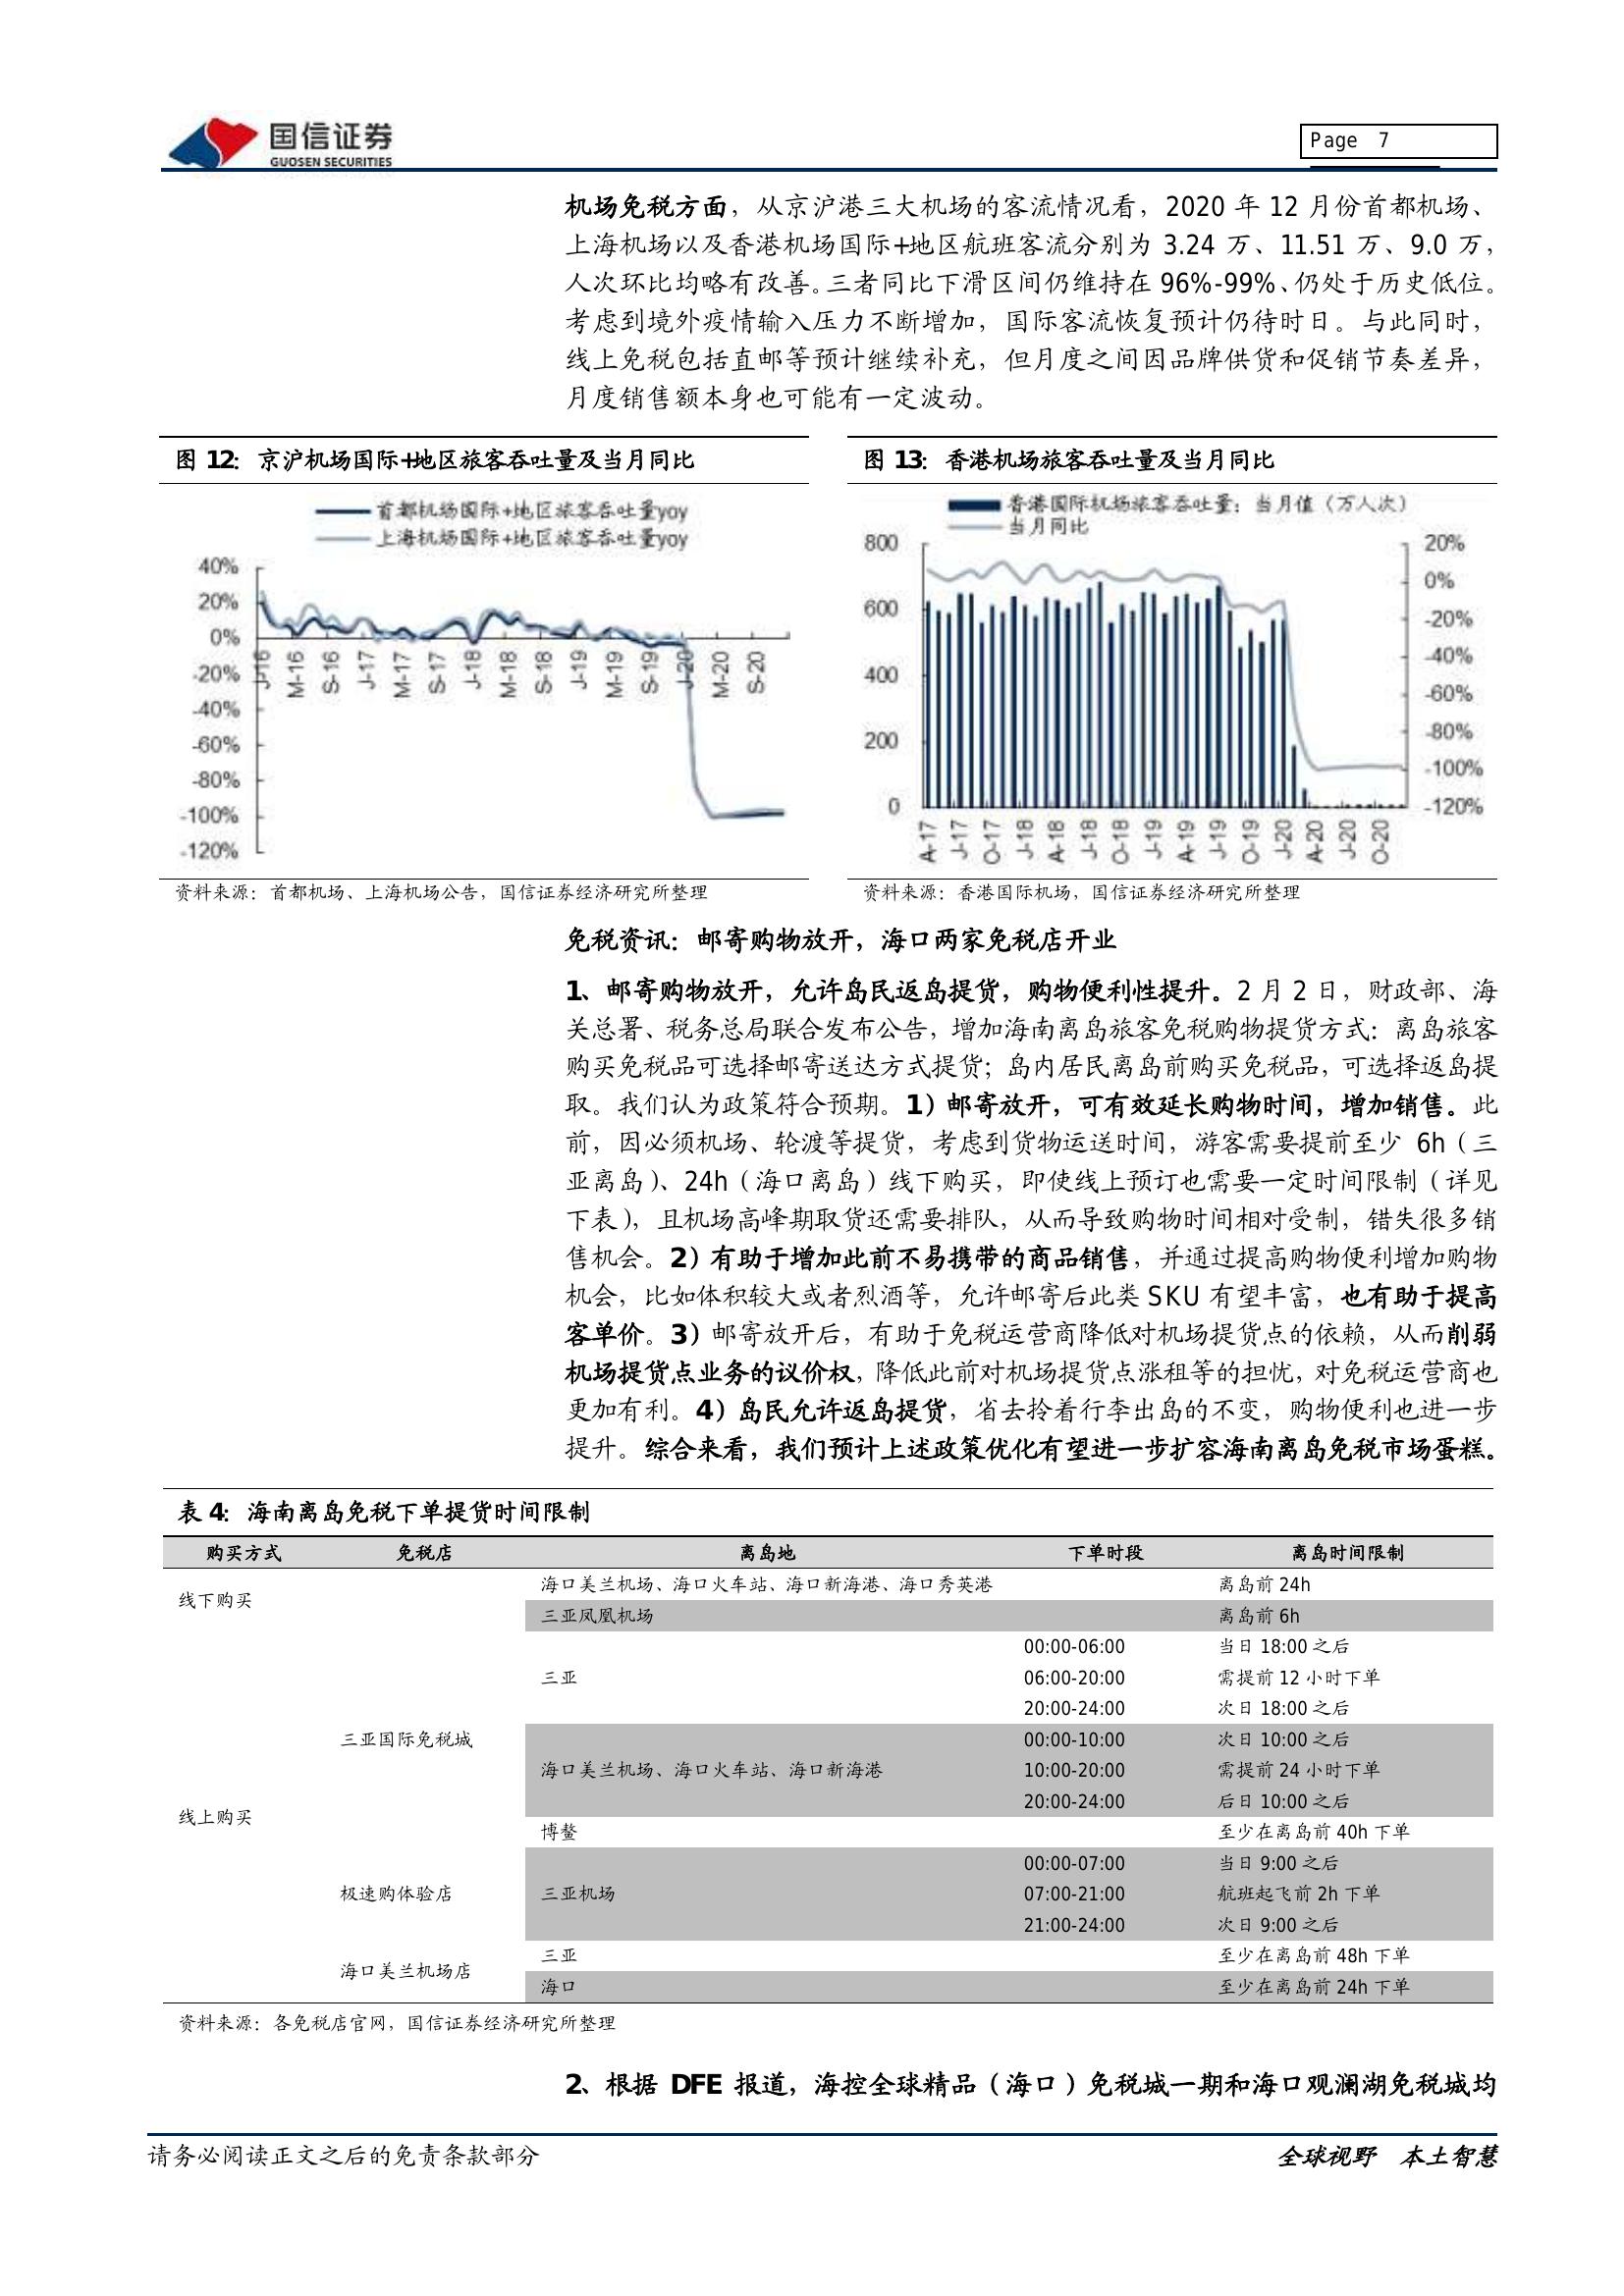 国信证券
GUOSEN SECURITIES
Page 7
机场免税方面，从京沪港三大机场的客流情况看，2020 年 12 月份首都机场、
上海机场以及香港机场国际+地区航班客流分别为 3.24 万、11.51 万、9.0 万，
人次环比均略有改善。三者同比下滑区间仍维持在 96%-99%、仍处于历史低位。
考虑到境外疫情输入压力不断增加，国际客流恢复预计仍待时日。与此同时，
线上免税包括直邮等预计继续补充，但月度之间因品牌供货和促销节奏差异，
月度销售额本身也可能有一定波动。
图 12：京沪机场国际+地区旅客吞吐量及当月同比
首都机场国际+地区旅客吞吐量yoy
上海机场国际+地区旅客吞吐量yoy
40%
20%
0%
-20%
-40%
-60%
-80%
-100%
-120%
J-16
M-16
S-16
J-17
M-17
S-17
J-18
M-18
S-18
J-19
M-19
S-19
J-20
M-20
S-20
资料来源：首都机场、上海机场公告，国信证券经济研究所整理
图 13：香港机场旅客吞吐量及当月同比
香港国际机场旅客吞吐量：当月值（万人次）
当月同比
800
600
400
200
0
20%
0%
-20%
-40%
-60%
-80%
-100%
-120%
A-17
J-17
O-17
J-18
A-18
J-18
O-18
J-19
A-19
J-19
O-19
J-20
A-20
J-20
O-20
资料来源：香港国际机场，国信证券经济研究所整理
免税资讯：邮寄购物放开，海口两家免税店开业
1、邮寄购物放开，允许岛民返岛提货，购物便利性提升。2 月 2 日，财政部、海
关总署、税务总局联合发布公告，增加海南离岛旅客免税购物提货方式：离岛旅客
购买免税品可选择邮寄送达方式提货；岛内居民离岛前购买免税品，可选择返岛提
取。我们认为政策符合预期。1）邮寄放开，可有效延长购物时间，增加销售。此
前，因必须机场、轮渡等提货，考虑到货物运送时间，游客需要提前至少 6h（三
亚离岛）、24h（海口离岛）线下购买，即使线上预订也需要一定时间限制（详见
下表），且机场高峰期取货还需要排队，从而导致购物时间相对受制，错失很多销
售机会。2）有助于增加此前不易携带的商品销售，并通过提高购物便利增加购物
机会，比如体积较大或者烈酒等，允许邮寄后此类 SKU 有望丰富，也有助于提高
客单价。3）邮寄放开后，有助于免税运营商降低对机场提货点的依赖，从而削弱
机场提货点业务的议价权，降低此前对机场提货点涨租等的担忧，对免税运营商也
更加有利。4）岛民允许返岛提货，省去拎着行李出岛的不变，购物便利也进一步
提升。综合来看，我们预计上述政策优化有望进一步扩容海南离岛免税市场蛋糕。
表 4：海南离岛免税下单提货时间限制
购买方式 免税店 离岛地 下单时段 离岛时间限制
线下购买
海口美兰机场、海口火车站、海口新海港、海口秀英港 离岛前 24h
三亚凤凰机场 离岛前 6h
00:00-06:00 当日 18:00 之后
三亚 06:00-20:00 需提前 12 小时下单
20:00-24:00 次日 18:00 之后
三亚国际免税城 00:00-10:00 次日 10:00 之后
海口美兰机场、海口火车站、海口新海港 10:00-20:00 需提前 24 小时下单
20:00-24:00 后日 10:00 之后
线上购买
博鳌 至少在离岛前 40h 下单
00:00-07:00 当日 9:00 之后
极速购体验店 三亚机场 07:00-21:00 航班起飞前 2h 下单
21:00-24:00 次日 9:00 之后
三亚 至少在离岛前 48h 下单
海口美兰机场店
海口 至少在离岛前 24h 下单
资料来源：各免税店官网，国信证券经济研究所整理
2、根据 DFE 报道，海控全球精品（海口）免税城一期和海口观澜湖免税城均
请务必阅读正文之后的免责条款部分
全球视野 本土智慧